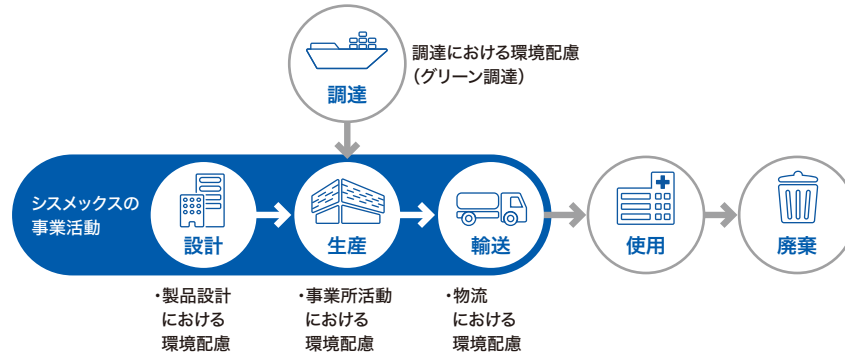 調達
調達における環境配慮
（グリーン調達）
シスメックスの
事業活動
設計
生産
輸送
使用
廃棄
・製品設計
における
環境配慮
・事業所活動
における
環境配慮
・物流
における
環境配慮